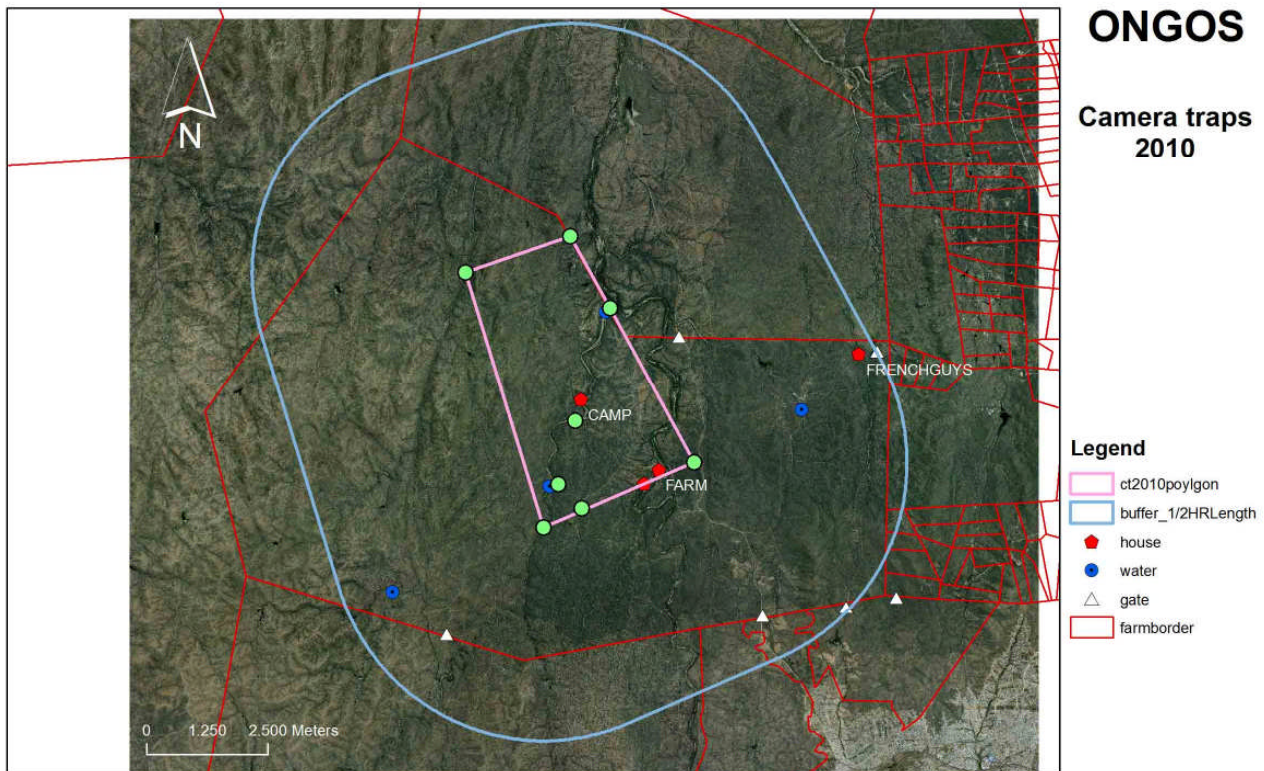 ONGOS
Camera traps
2010
N
FRENCHGUYS
CAMP
FARM
0 1.250 2.500 Meters
Legend
ct2010poylgon
buffer_1/2HRLength
house
water
gate
farmborder